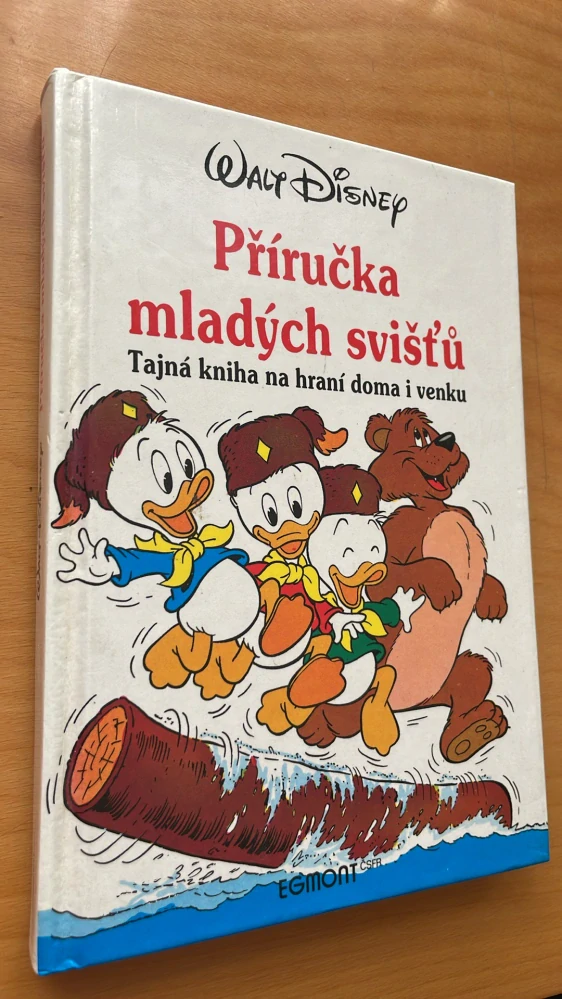 WALT DISNEY
Příručka
mladých svišťů
Tajná kniha na hraní doma i venku
EGMONT ČSFR